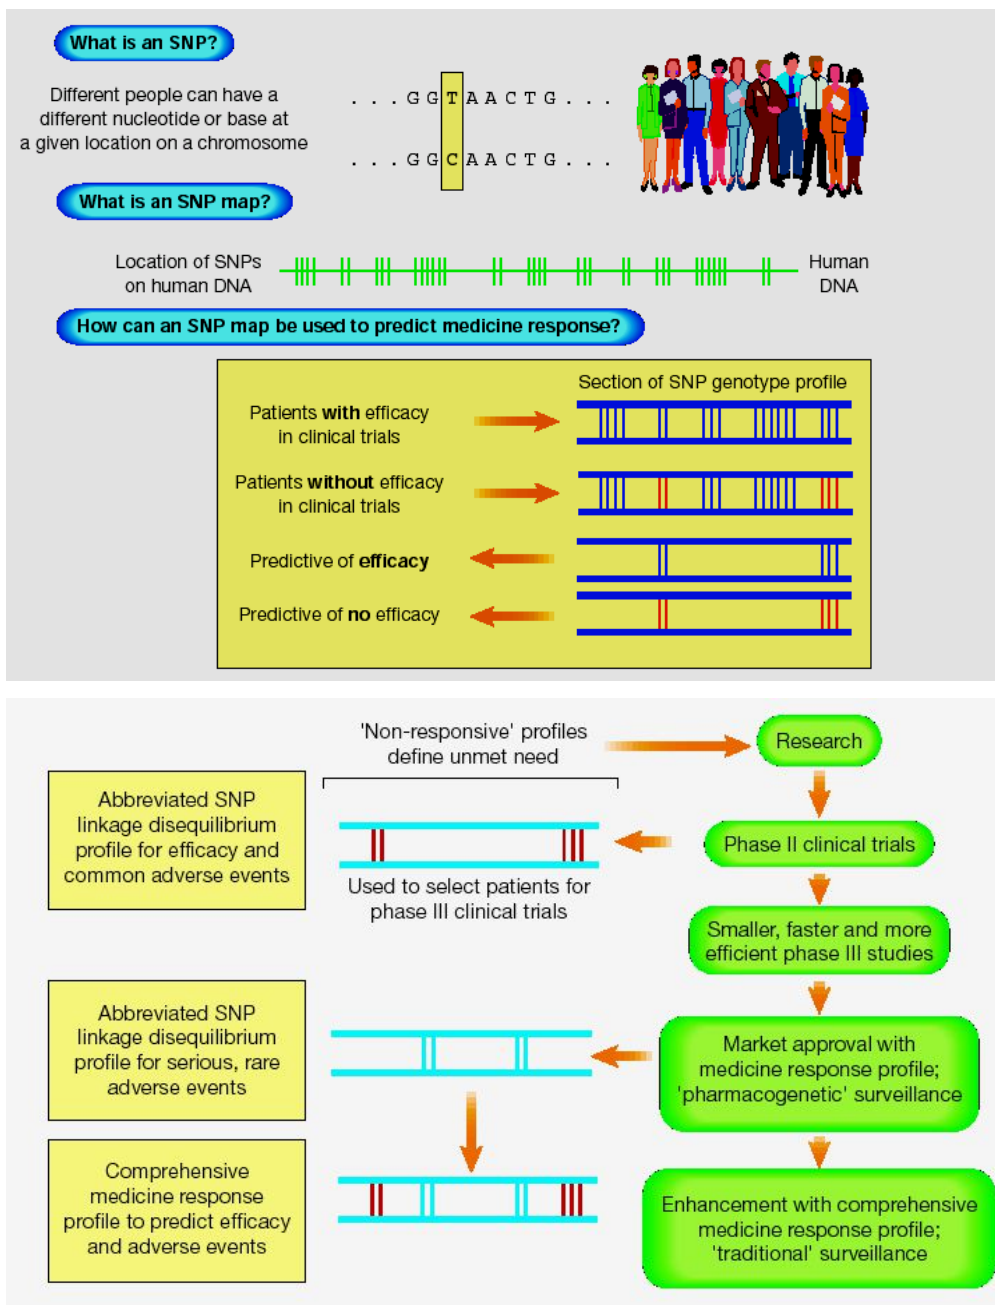 What is an SNP?
Different people can have a
different nucleotide or base at
a given location on a chromosome
. . . G G T A A C T G . . .
. . . G G C A A C T G . . .
What is an SNP map?
Location of SNPs
on human DNA
Human
DNA
How can an SNP map be used to predict medicine response?
Section of SNP genotype profile
Patients with efficacy
in clinical trials
Patients without efficacy
in clinical trials
Predictive of efficacy
Predictive of no efficacy
'Non-responsive' profiles
define unmet need
Research
Abbreviated SNP
linkage disequilibrium
profile for efficacy and
common adverse events
Used to select patients for
phase III clinical trials
Phase II clinical trials
Smaller, faster and more
efficient phase III studies
Abbreviated SNP
linkage disequilibrium
profile for serious, rare
adverse events
Market approval with
medicine response profile;
'pharmacogenetic' surveillance
Comprehensive
medicine response
profile to predict efficacy
and adverse events
Enhancement with comprehensive
medicine response profile;
'traditional' surveillance